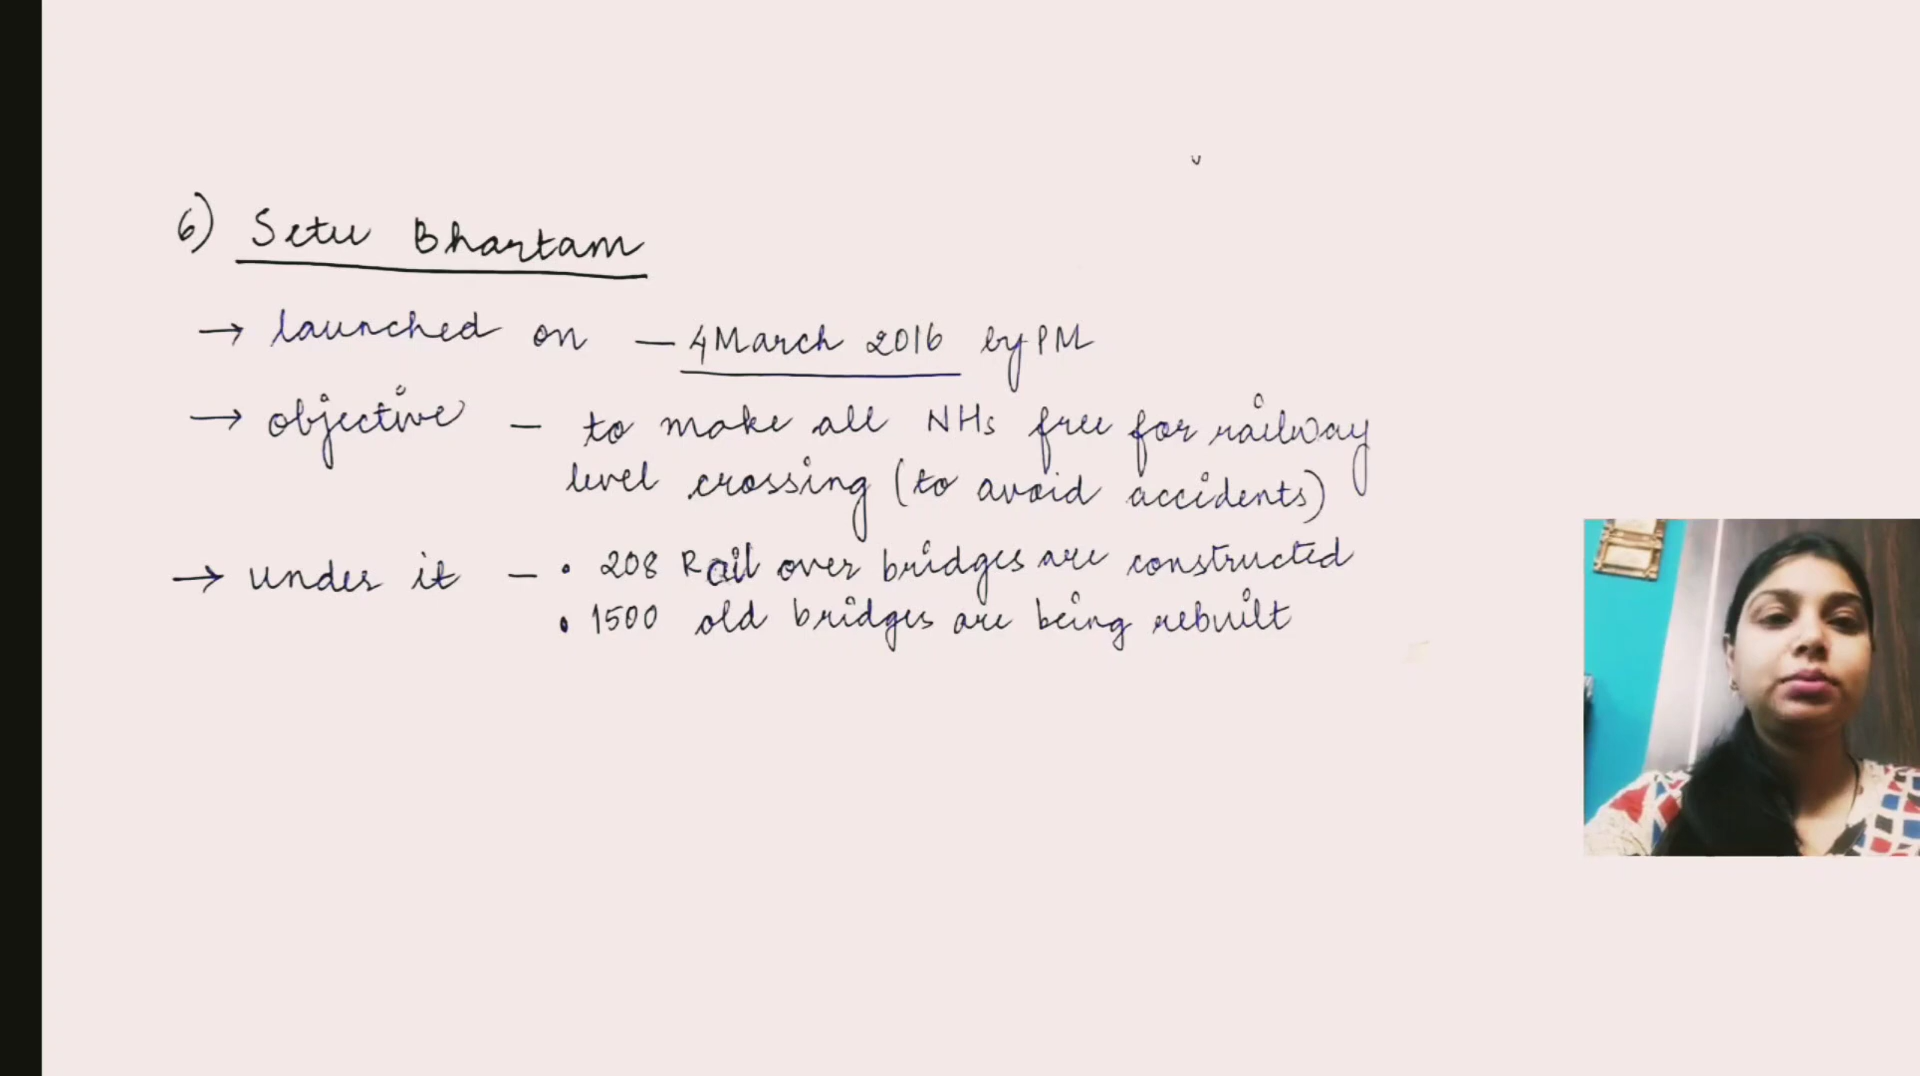 6) Setu Bhartam
→ launched on — 4 March 2016 by PM
→ objective — to make all NHs free for railway
level crossing (to avoid accidents)
→ under it — • 208 Rail over bridges are constructed
• 1500 old bridges are being rebuilt